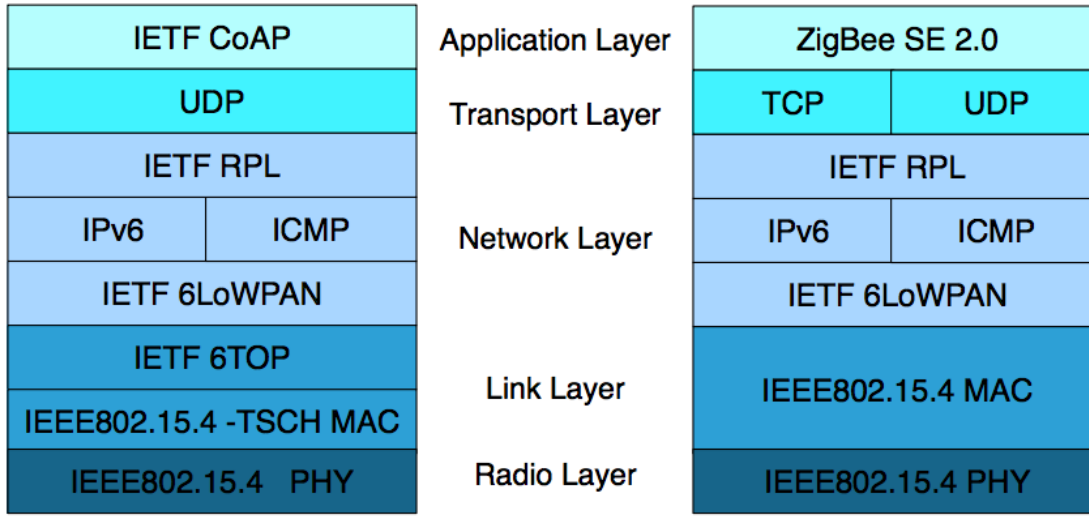 IETF CoAP
UDP
IETF RPL
IPv6 ICMP
IETF 6LoWPAN
IETF 6TOP
IEEE802.15.4 -TSCH MAC
IEEE802.15.4 PHY
Application Layer
Transport Layer
Network Layer
Link Layer
Radio Layer
ZigBee SE 2.0
TCP UDP
IETF RPL
IPv6 ICMP
IETF 6LoWPAN
IEEE802.15.4 MAC
IEEE802.15.4 PHY